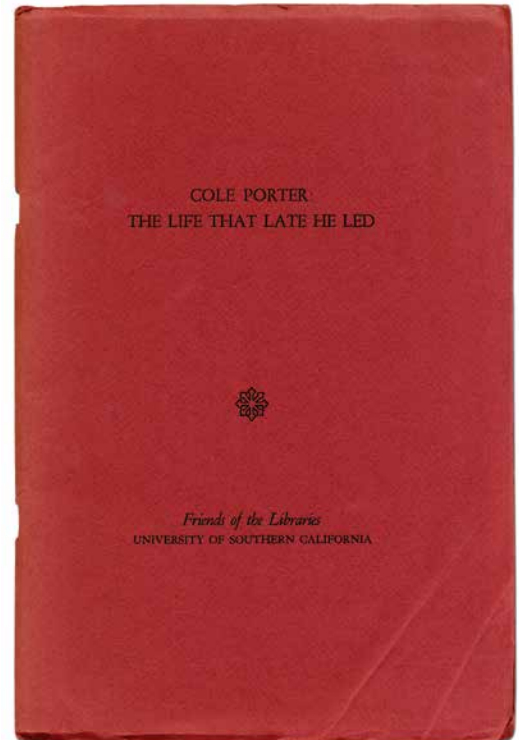 COLE PORTER
THE LIFE THAT LATE HE LED
Friends of the Libraries
UNIVERSITY OF SOUTHERN CALIFORNIA